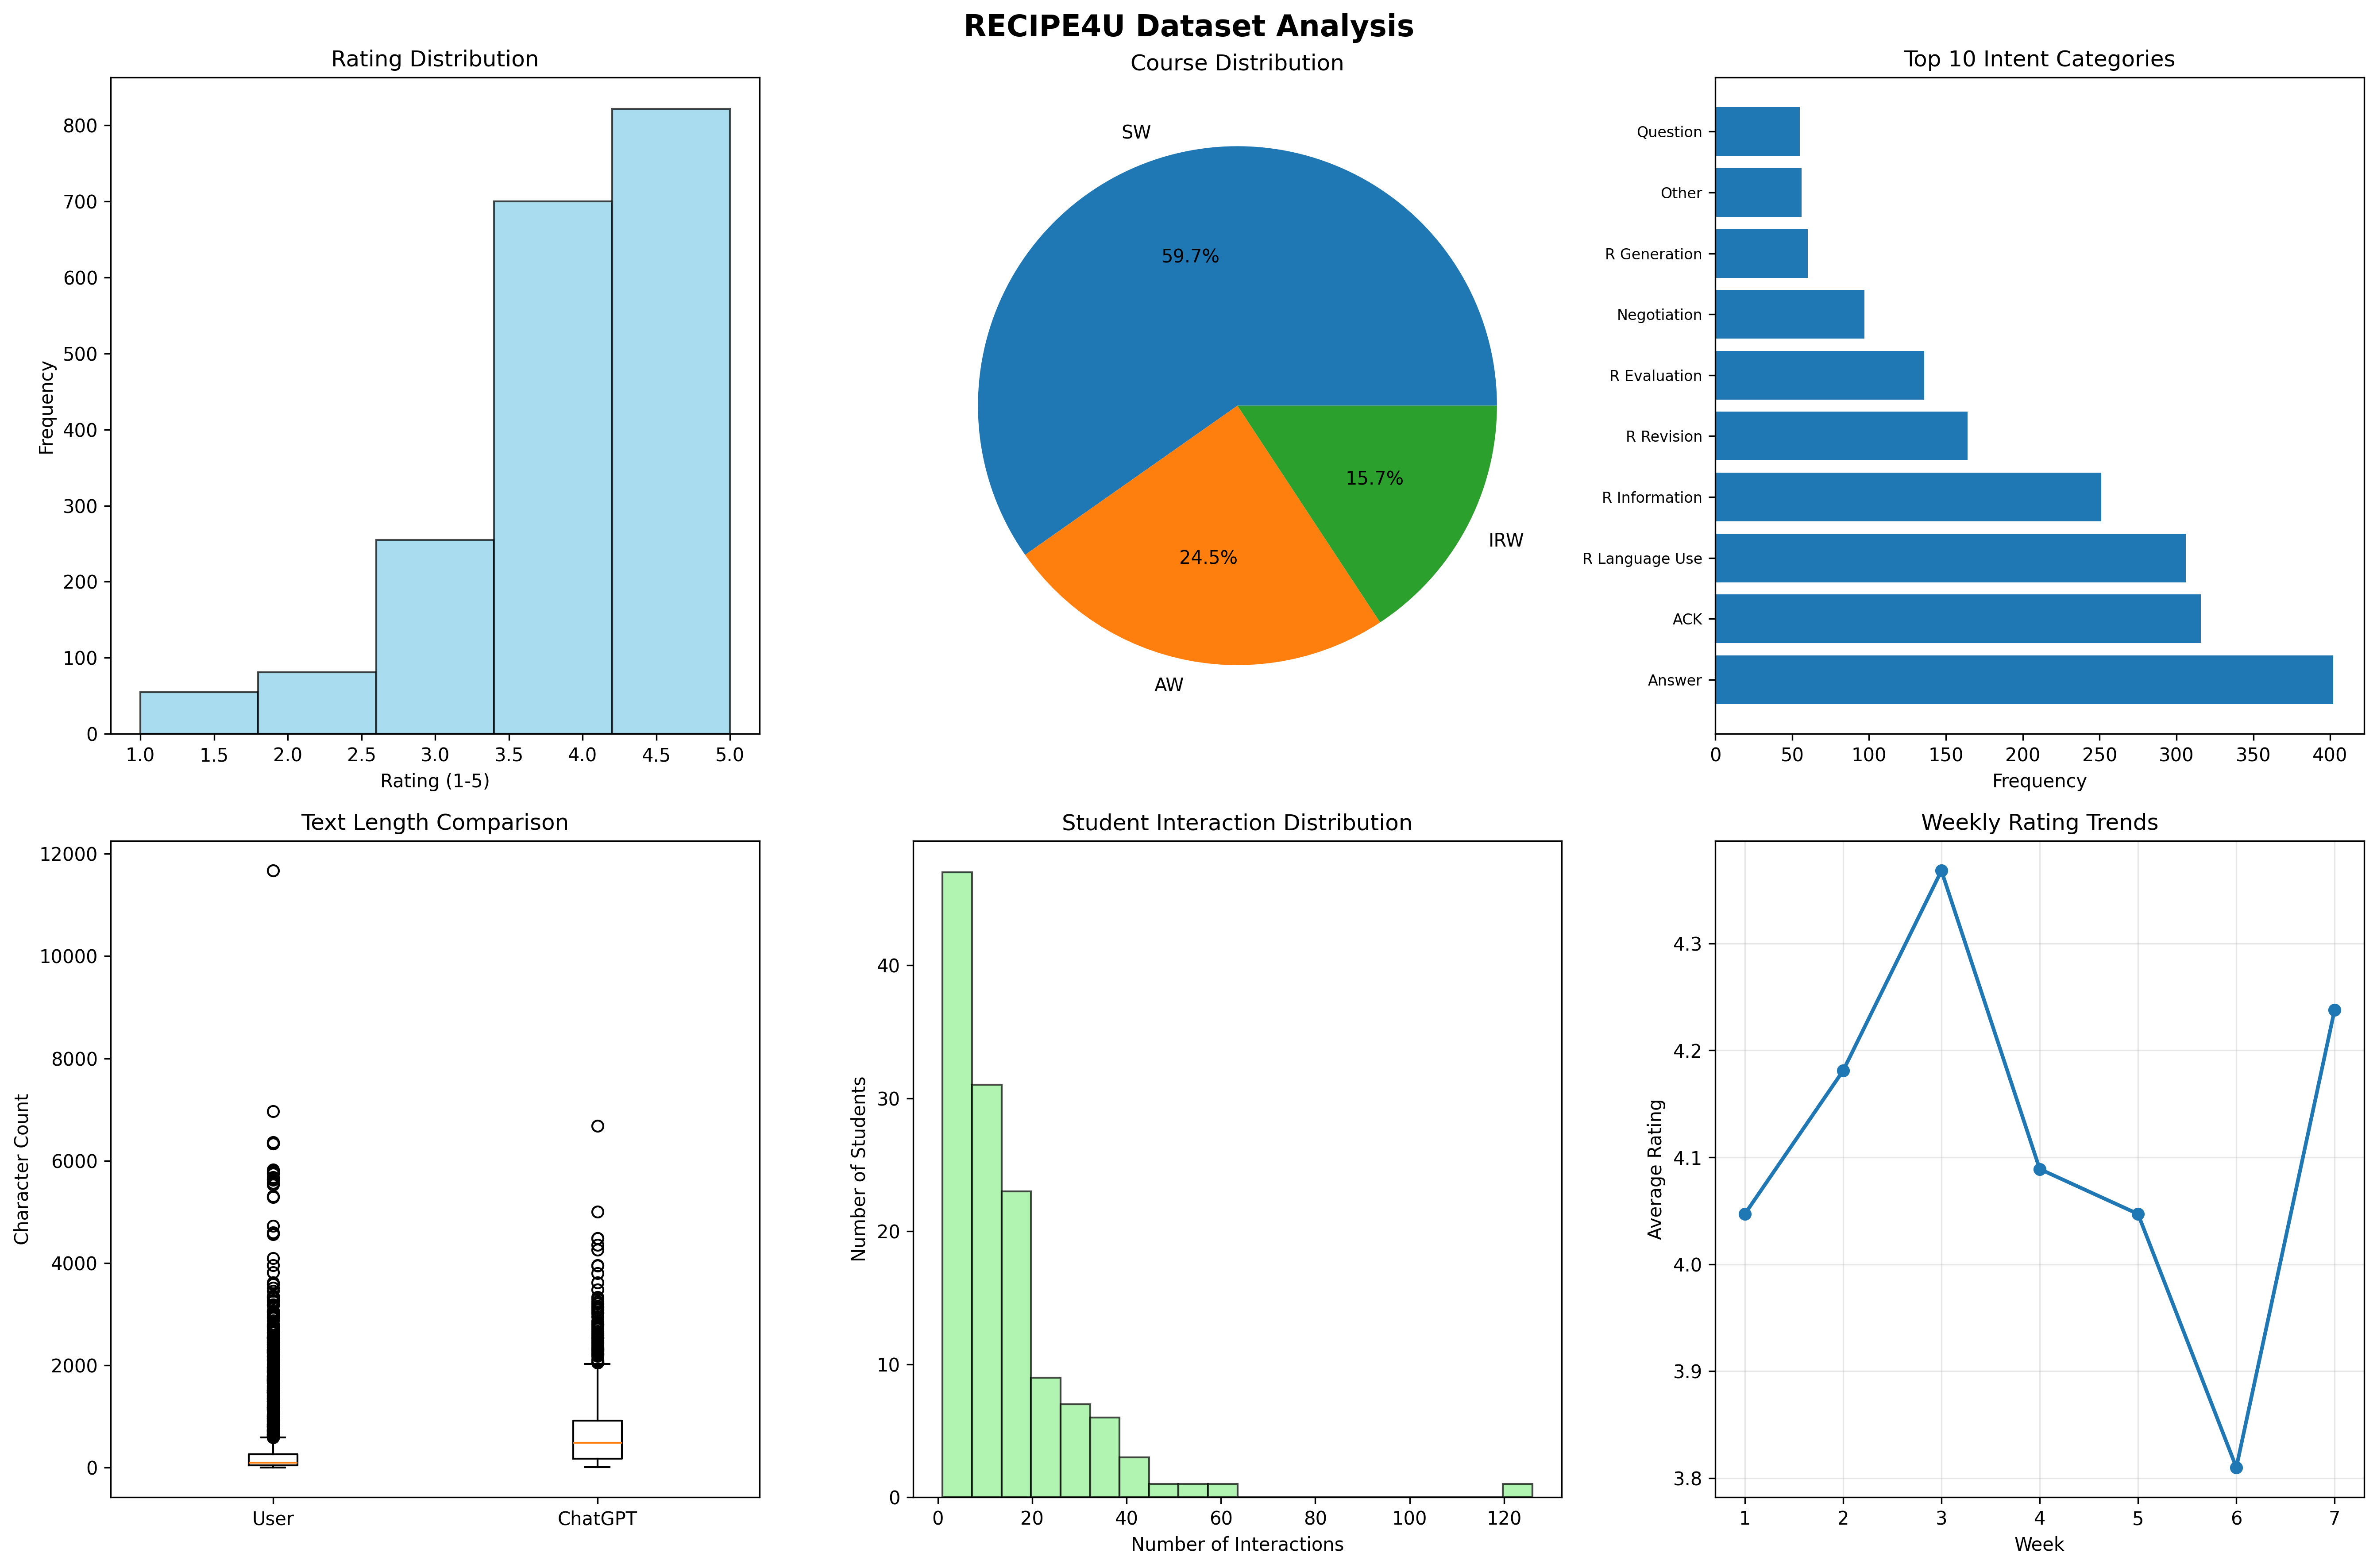 RECIPE4U Dataset Analysis
Rating Distribution
Frequency
800
700
600
500
400
300
200
100
0
1.0 1.5 2.0 2.5 3.0 3.5 4.0 4.5 5.0
Rating (1-5)
Course Distribution
SW
59.7%
15.7%
IRW
24.5%
AW
Top 10 Intent Categories
Question
Other
R Generation
Negotiation
R Evaluation
R Revision
R Information
R Language Use
ACK
Answer
0 50 100 150 200 250 300 350 400
Frequency
Text Length Comparison
Character Count
12000
10000
8000
6000
4000
2000
0
User ChatGPT
Student Interaction Distribution
Number of Students
40
30
20
10
0
0 20 40 60 80 100 120
Number of Interactions
Weekly Rating Trends
Average Rating
4.3
4.2
4.1
4.0
3.9
3.8
1 2 3 4 5 6 7
Week